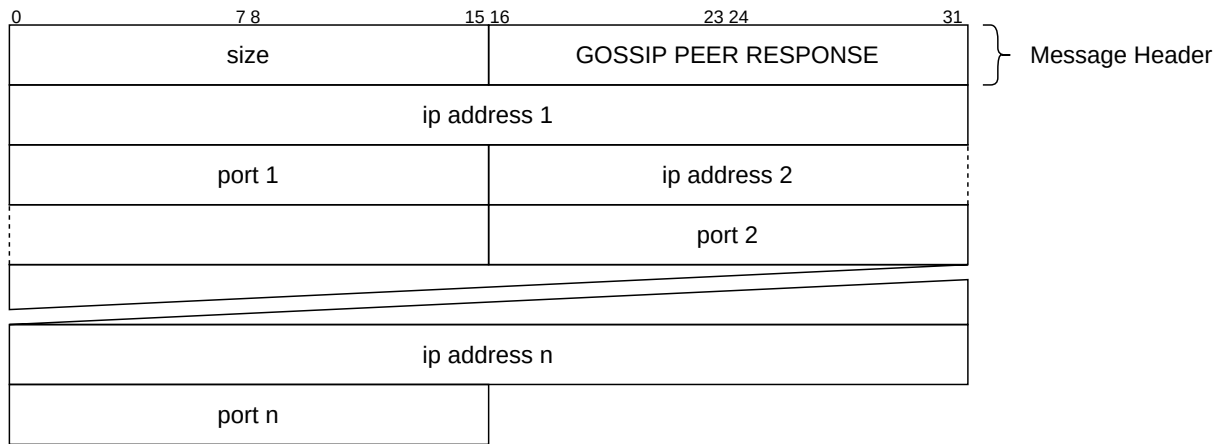 0 7 8 15 16 23 24 31
size GOSSIP PEER RESPONSE Message Header
ip address 1
port 1 ip address 2
port 2
ip address n
port n